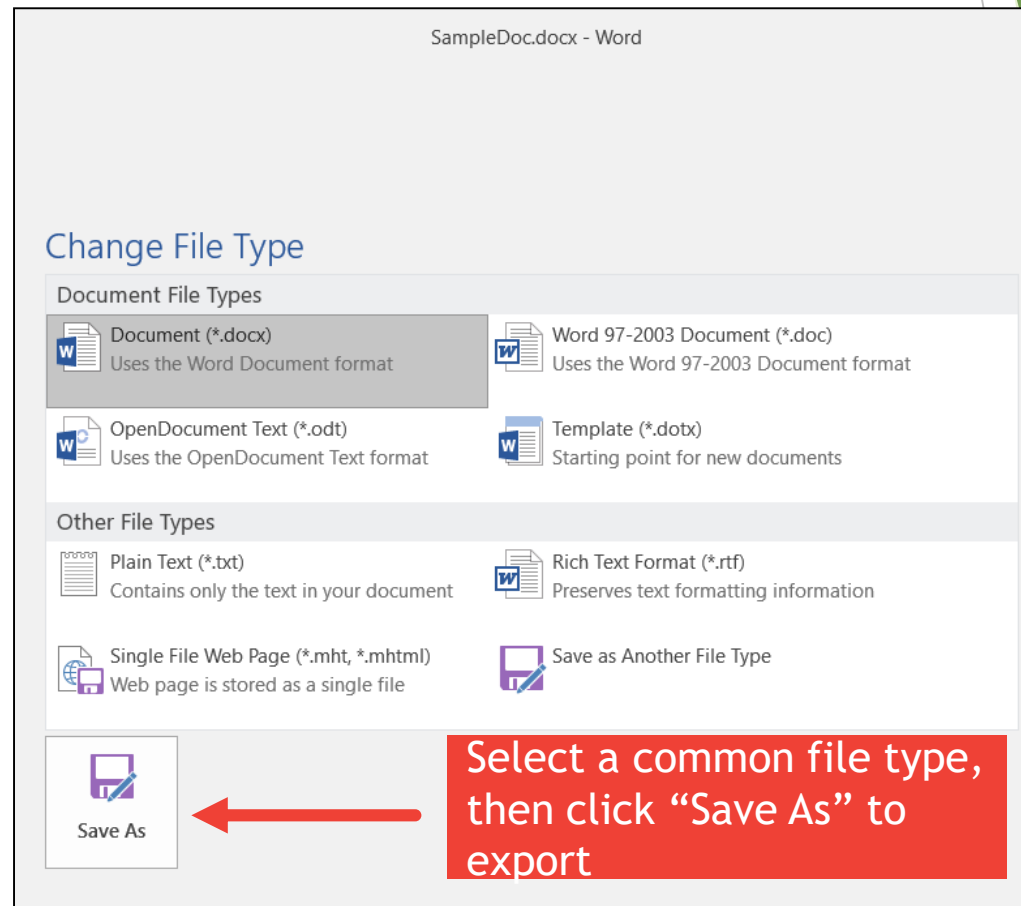 SampleDoc.docx - Word
Change File Type
Document File Types
Document (*.docx)
Uses the Word Document format
Word 97-2003 Document (*.doc)
Uses the Word 97-2003 Document format
OpenDocument Text (*.odt)
Uses the OpenDocument Text format
Template (*.dotx)
Starting point for new documents
Other File Types
Plain Text (*.txt)
Contains only the text in your document
Rich Text Format (*.rtf)
Preserves text formatting information
Single File Web Page (*.mht, *.mhtml)
Web page is stored as a single file
Save as Another File Type
Save As
Select a common file type,
then click “Save As” to
export